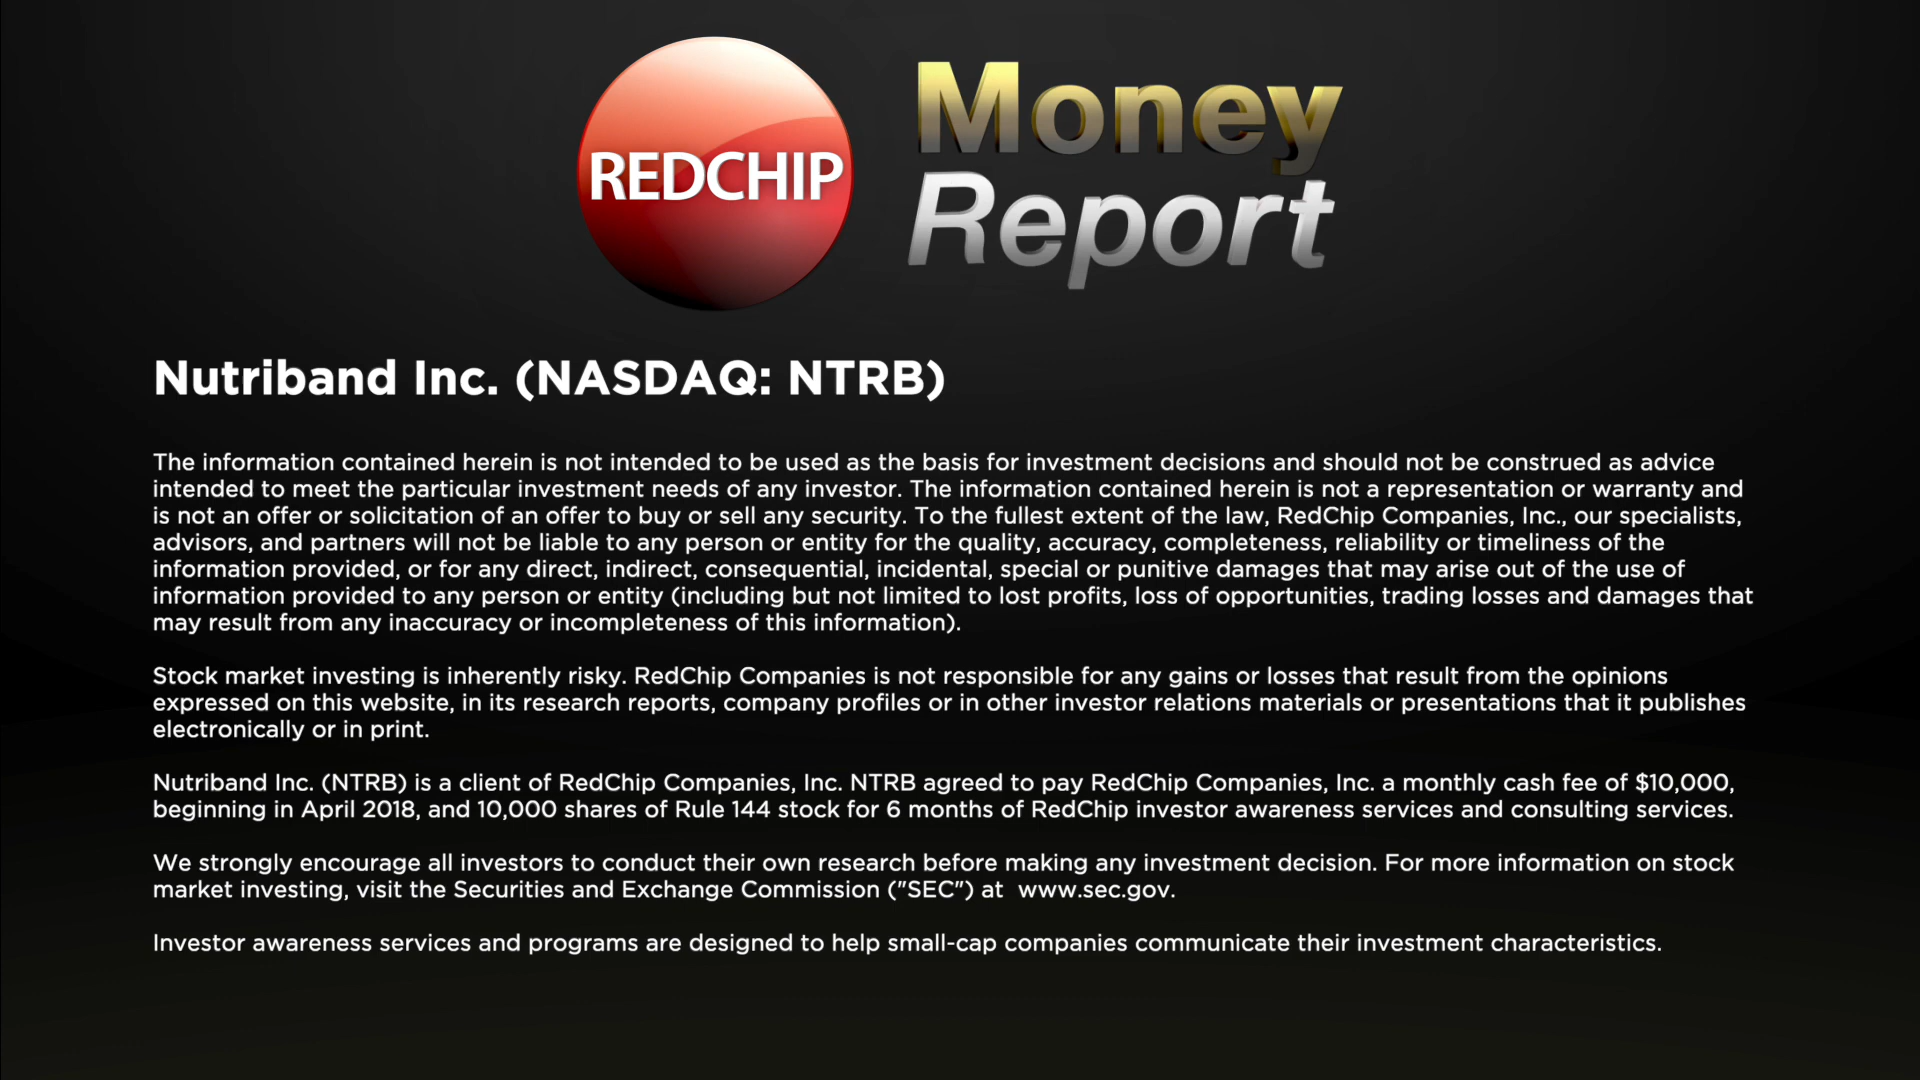 REDCHIP
Money
Report
Nutriband Inc. (NASDAQ: NTRB)
The information contained herein is not intended to be used as the basis for investment decisions and should not be construed as advice
intended to meet the particular investment needs of any investor. The information contained herein is not a representation or warranty and
is not an offer or solicitation of an offer to buy or sell any security. To the fullest extent of the law, RedChip Companies, Inc., our specialists,
advisors, and partners will not be liable to any person or entity for the quality, accuracy, completeness, reliability or timeliness of the
information provided, or for any direct, indirect, consequential, incidental, special or punitive damages that may arise out of the use of
information provided to any person or entity (including but not limited to lost profits, loss of opportunities, trading losses and damages that
may result from any inaccuracy or incompleteness of this information).
Stock market investing is inherently risky. RedChip Companies is not responsible for any gains or losses that result from the opinions
expressed on this website, in its research reports, company profiles or in other investor relations materials or presentations that it publishes
electronically or in print.
Nutriband Inc. (NTRB) is a client of RedChip Companies, Inc. NTRB agreed to pay RedChip Companies, Inc. a monthly cash fee of $10,000,
beginning in April 2018, and 10,000 shares of Rule 144 stock for 6 months of RedChip investor awareness services and consulting services.
We strongly encourage all investors to conduct their own research before making any investment decision. For more information on stock
market investing, visit the Securities and Exchange Commission ("SEC") at  www.sec.gov.
Investor awareness services and programs are designed to help small-cap companies communicate their investment characteristics.